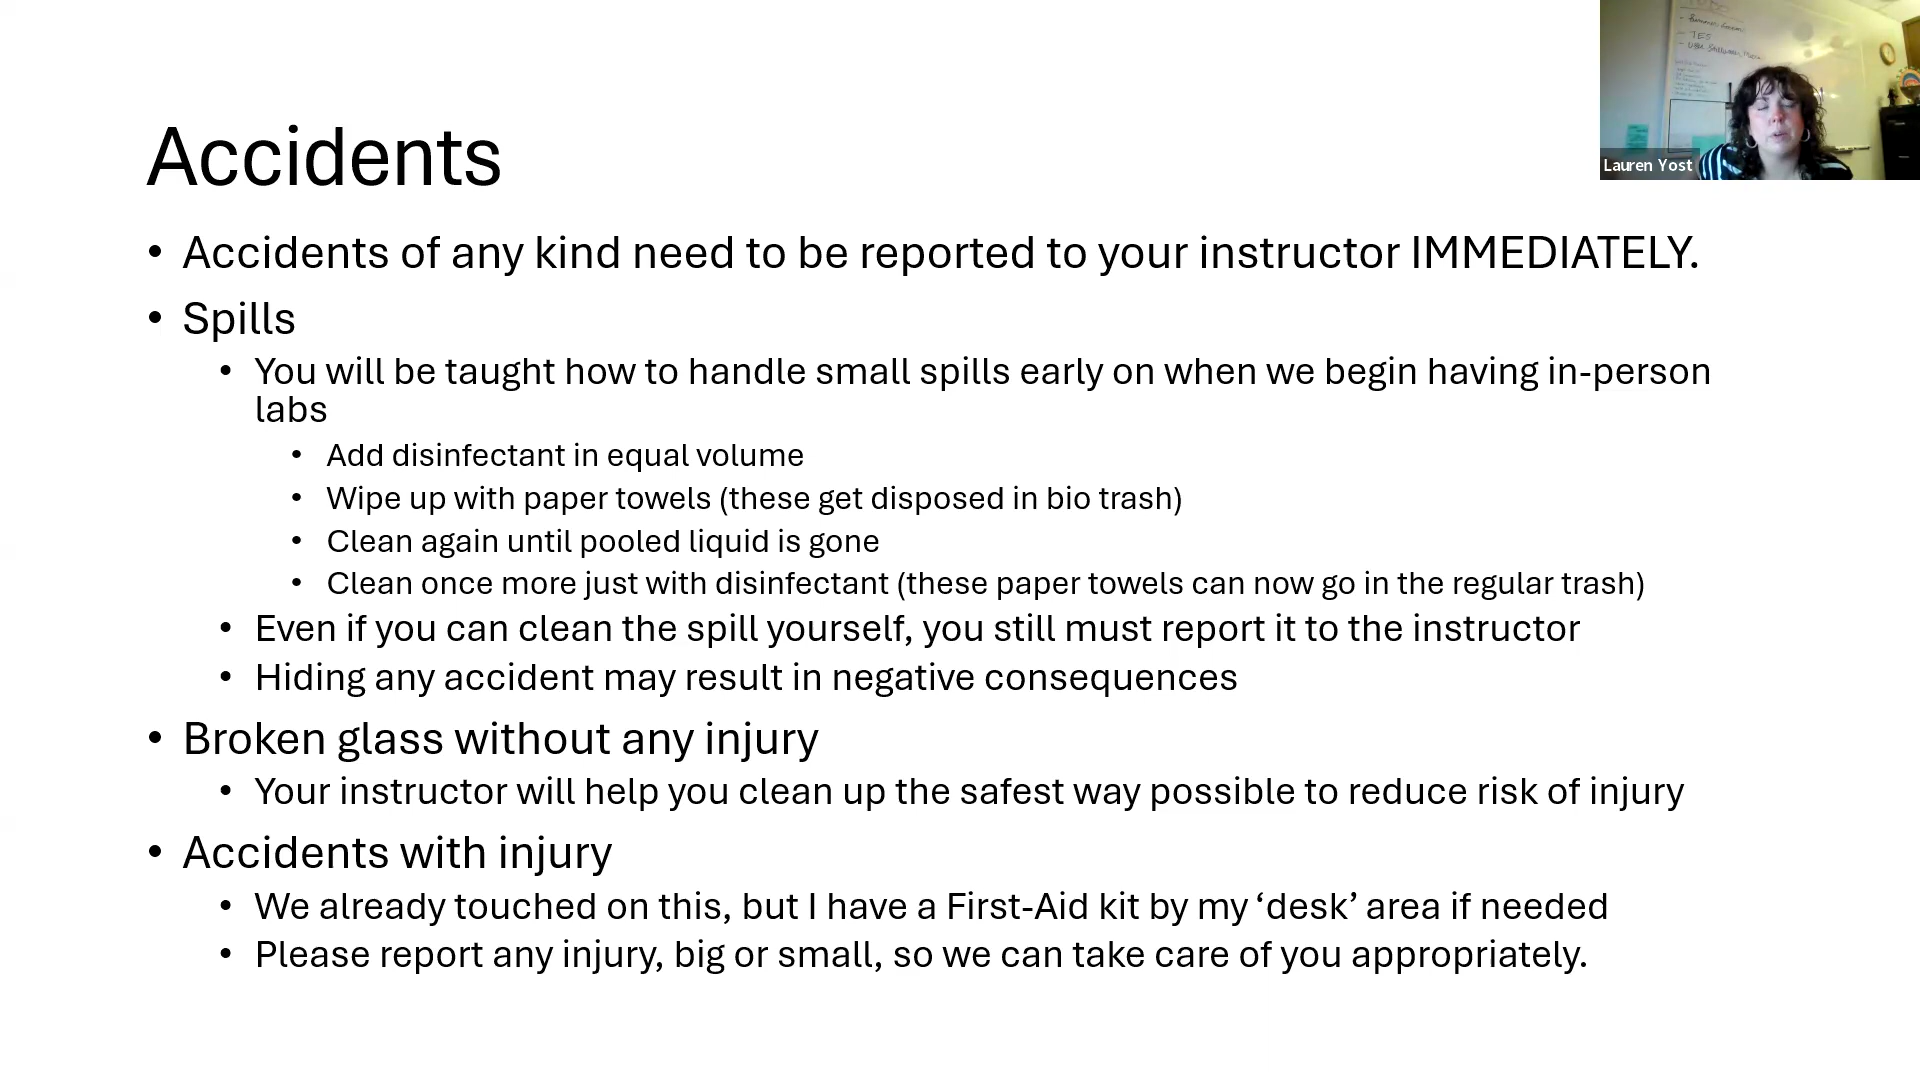 Accidents
• Accidents of any kind need to be reported to your instructor IMMEDIATELY.
• Spills
• You will be taught how to handle small spills early on when we begin having in-person
labs
• Add disinfectant in equal volume
• Wipe up with paper towels (these get disposed in bio trash)
• Clean again until pooled liquid is gone
• Clean once more just with disinfectant (these paper towels can now go in the regular trash)
• Even if you can clean the spill yourself, you still must report it to the instructor
• Hiding any accident may result in negative consequences
• Broken glass without any injury
• Your instructor will help you clean up the safest way possible to reduce risk of injury
• Accidents with injury
• We already touched on this, but I have a First-Aid kit by my ‘desk’ area if needed
• Please report any injury, big or small, so we can take care of you appropriately.
- TES
Lauren Yost